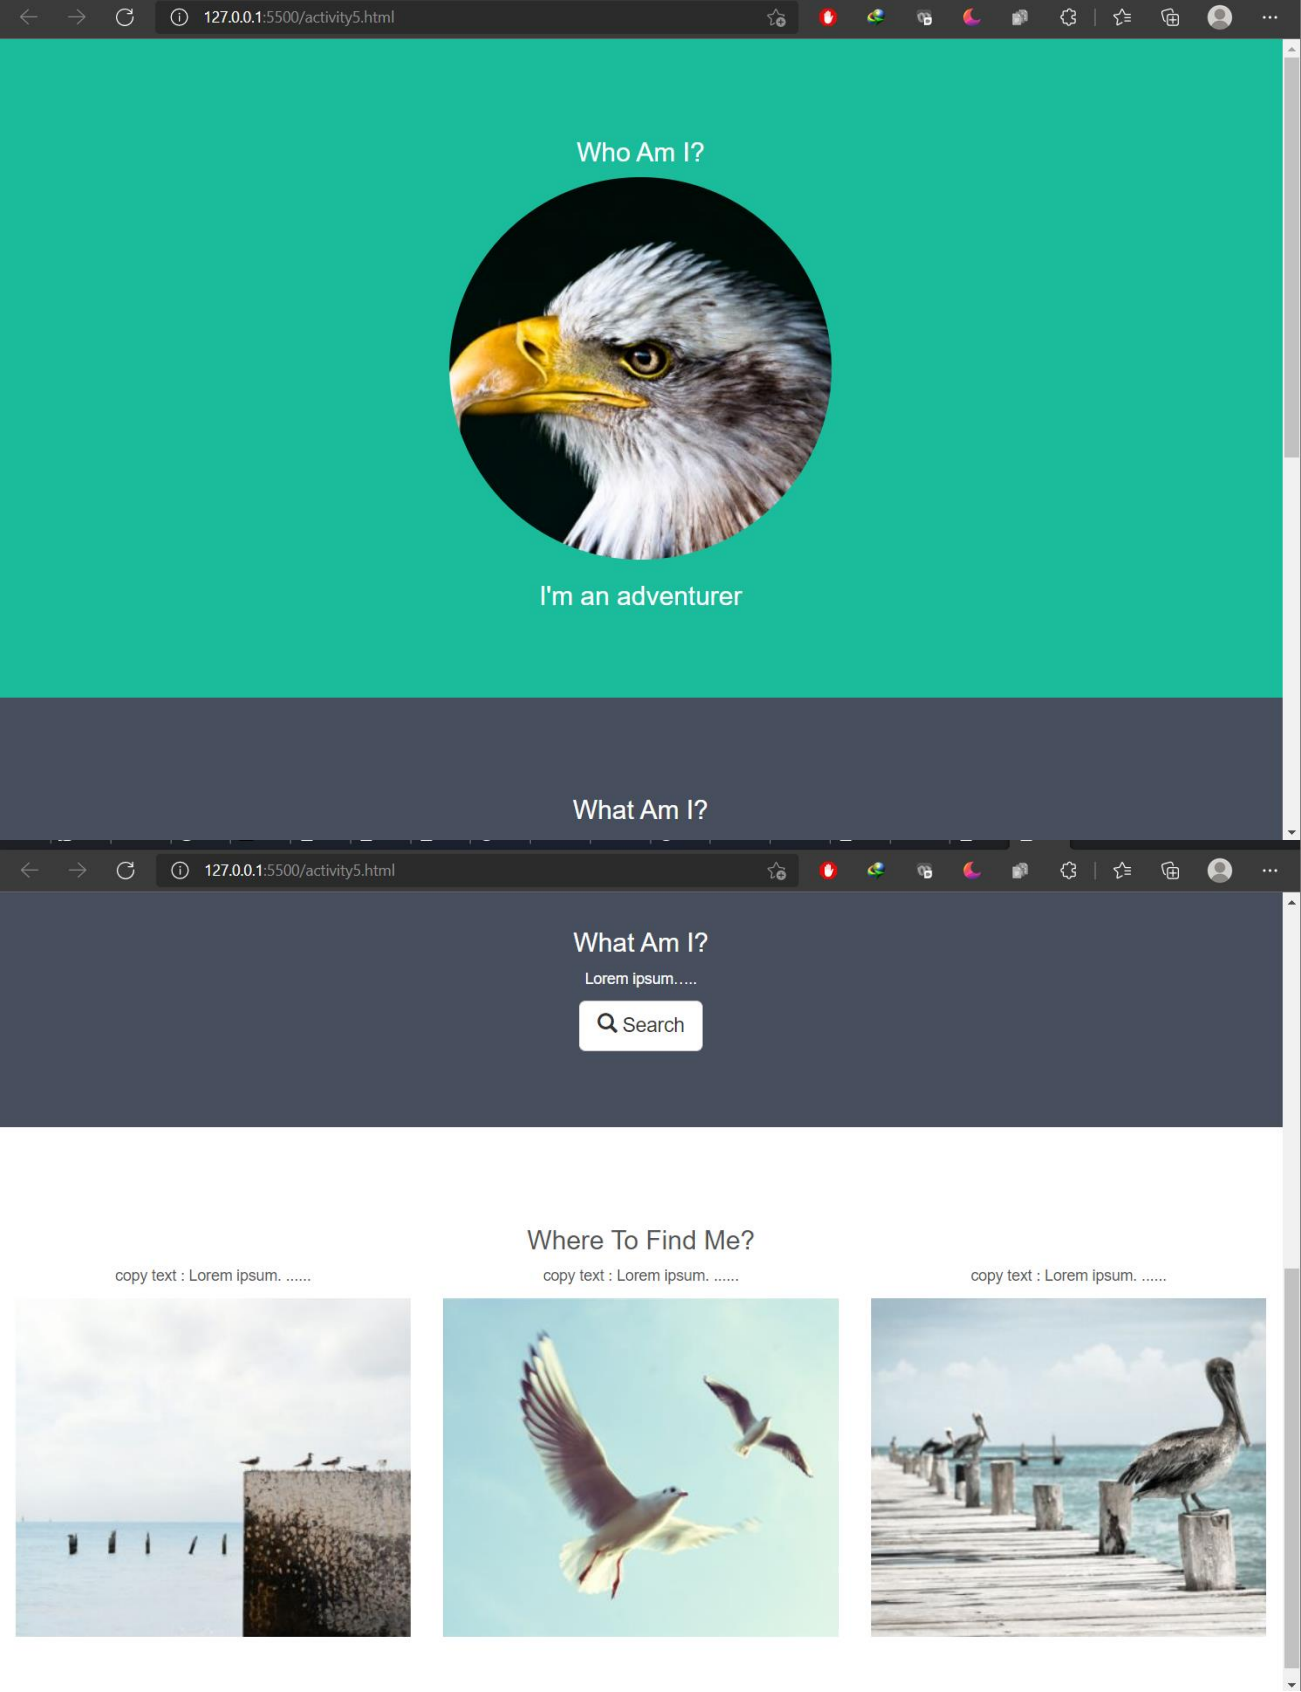 127.0.0.1:5500/activity5.html
Who Am I?
I'm an adventurer
What Am I?
127.0.0.1:5500/activity5.html
What Am I?
Lorem ipsum.....
Search
Where To Find Me?
copy text : Lorem ipsum. ......
copy text : Lorem ipsum. ......
copy text : Lorem ipsum. ......